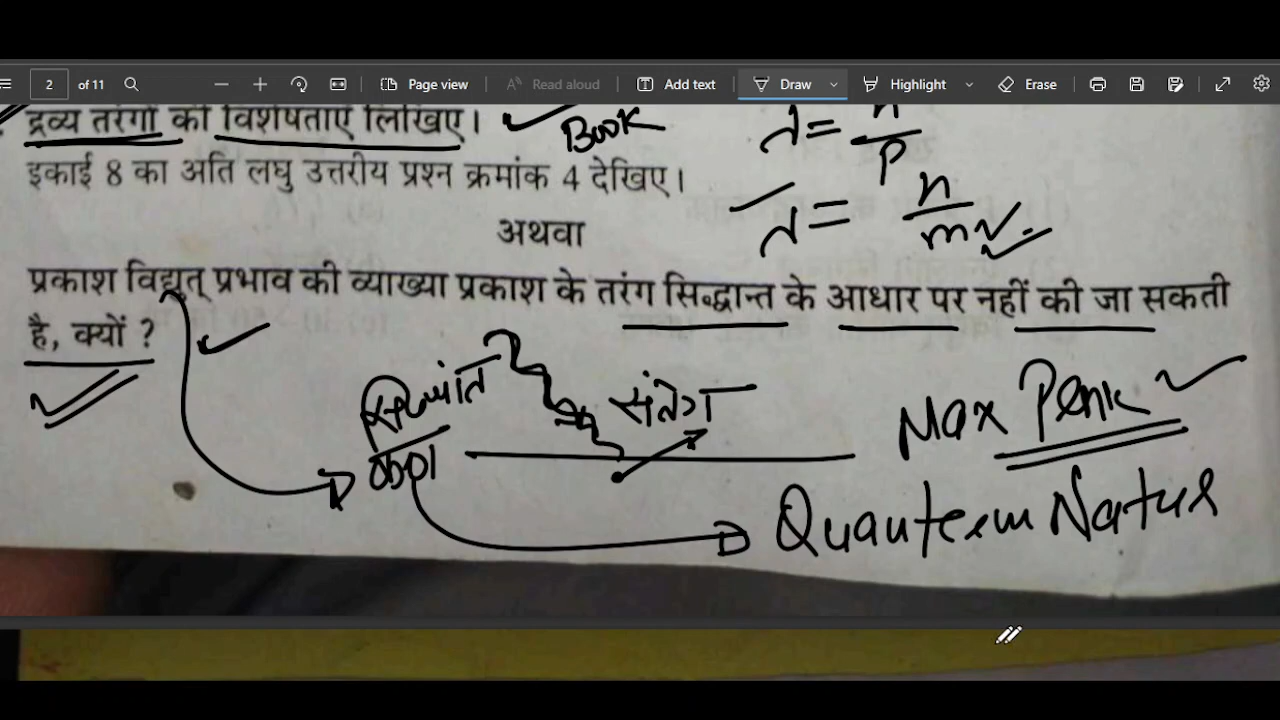 2 of 11 Page view Read aloud Add text Draw Highlight Erase
द्रव्य तरंगों की विशेषताएँ लिखिए। Book λ = h/P
इकाई 8 का अति लघु उत्तरीय प्रश्न क्रमांक 4 देखिए।
λ = h/mv
अथवा
प्रकाश विद्युत् प्रभाव की व्याख्या प्रकाश के तरंग सिद्धान्त के आधार पर नहीं की जा सकती
है, क्यों ?
Max Plank
Quantum Nature